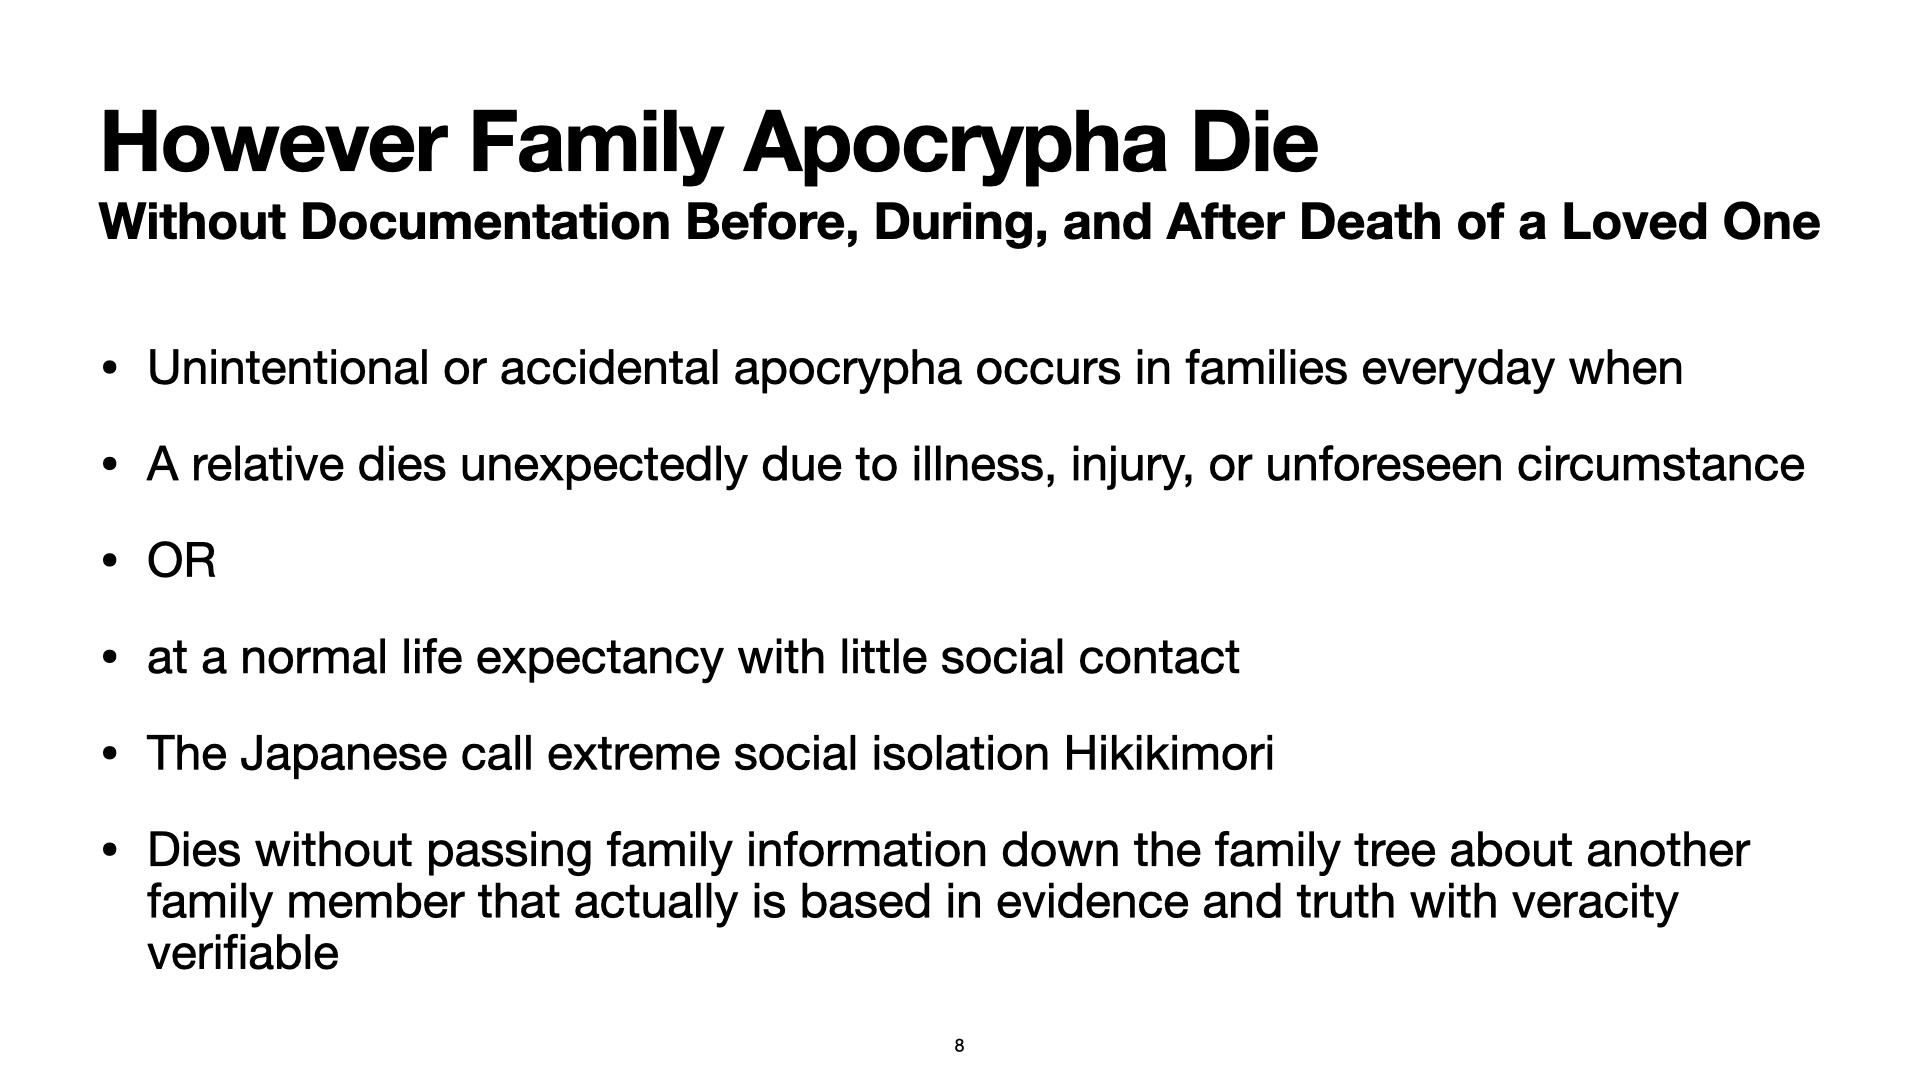 However Family Apocrypha Die
Without Documentation Before, During, and After Death of a Loved One
• Unintentional or accidental apocrypha occurs in families everyday when
• A relative dies unexpectedly due to illness, injury, or unforeseen circumstance
• OR
• at a normal life expectancy with little social contact
• The Japanese call extreme social isolation Hikikimori
• Dies without passing family information down the family tree about another
family member that actually is based in evidence and truth with veracity
verifiable
8